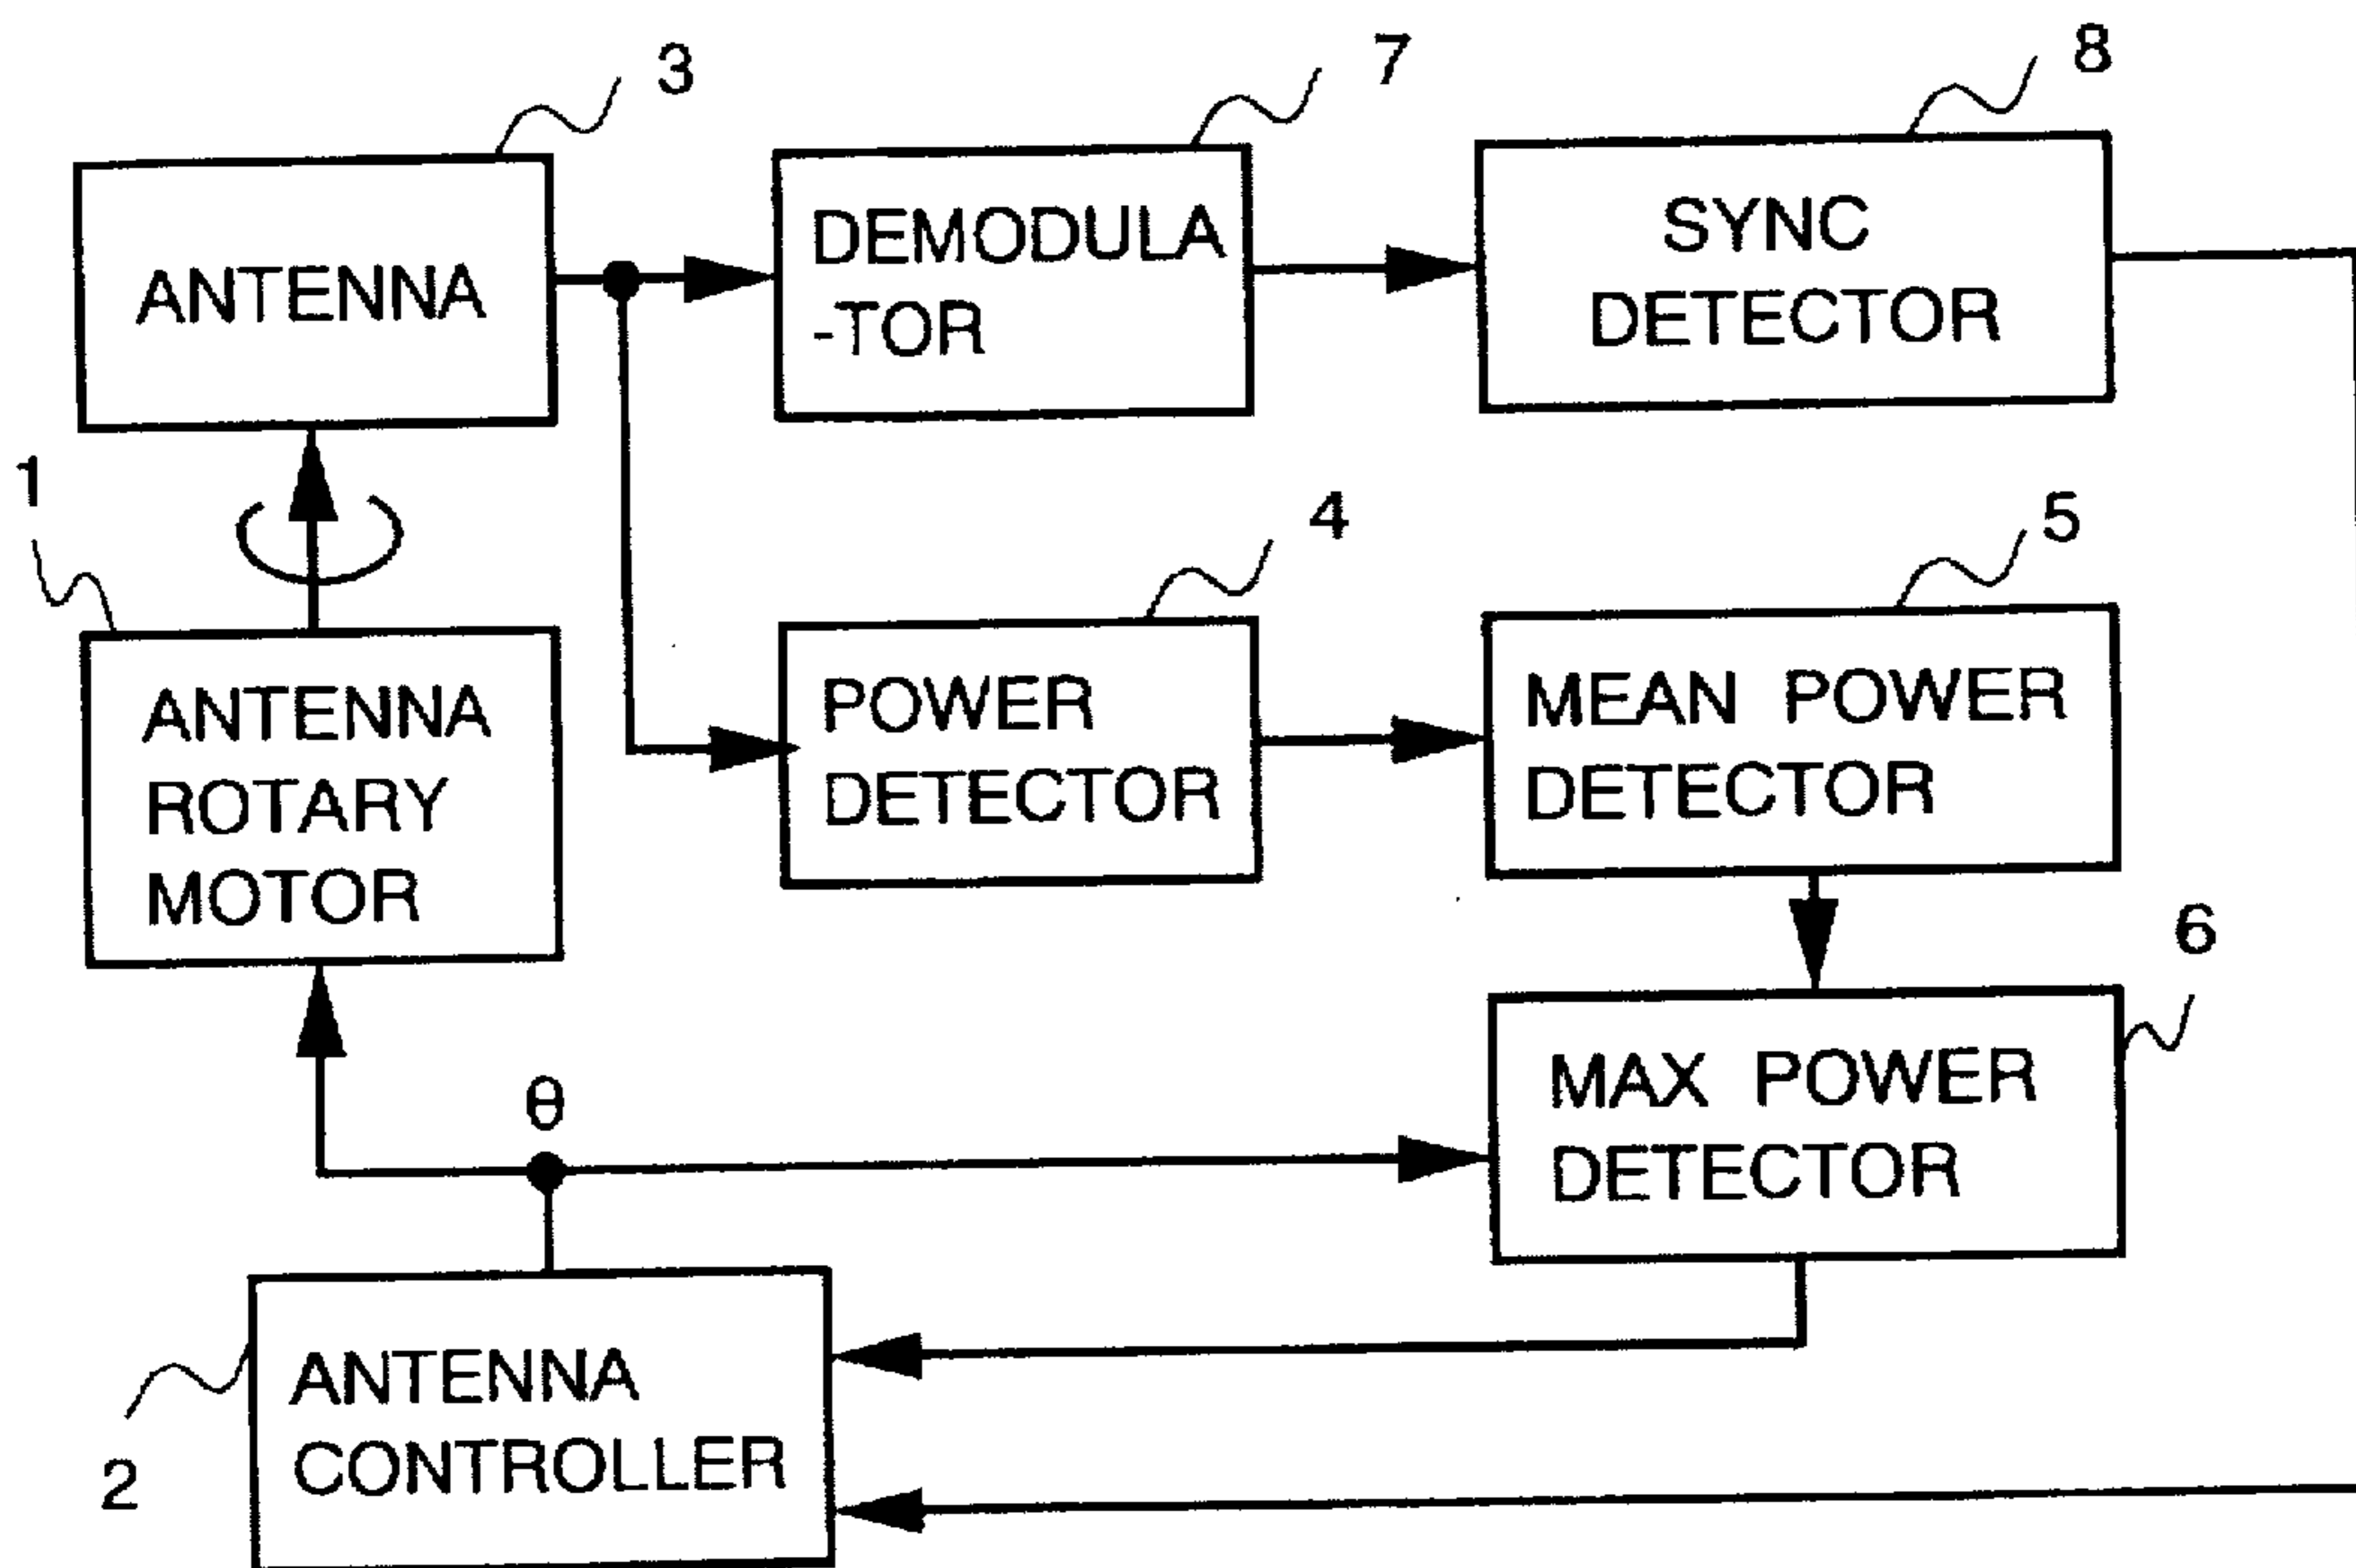 3
7
8
ANTENNA
DEMODULA
-TOR
SYNC
DETECTOR
1
4
5
ANTENNA
ROTARY
MOTOR
POWER
DETECTOR
MEAN POWER
DETECTOR
6
θ
MAX POWER
DETECTOR
2
ANTENNA
CONTROLLER